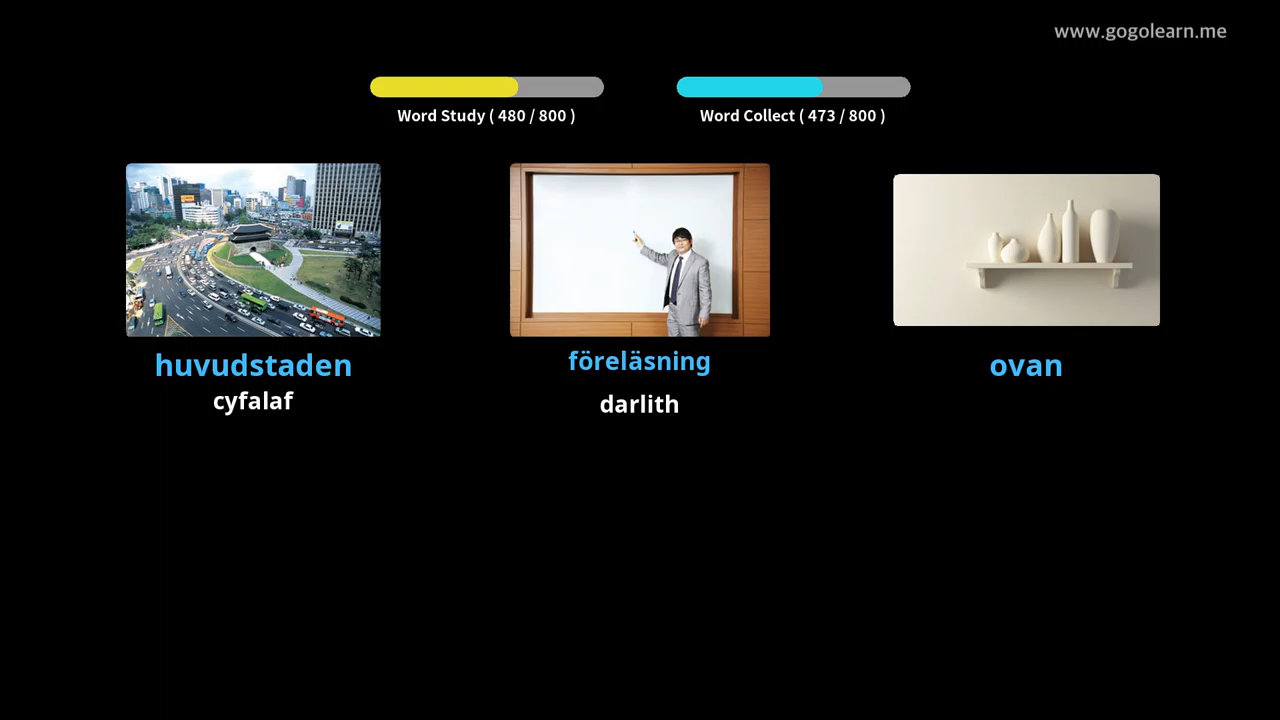 www.gogolearn.me
Word Study ( 480 / 800 )
Word Collect ( 473 / 800 )
huvudstaden
cyfalaf
föreläsning
darlith
ovan